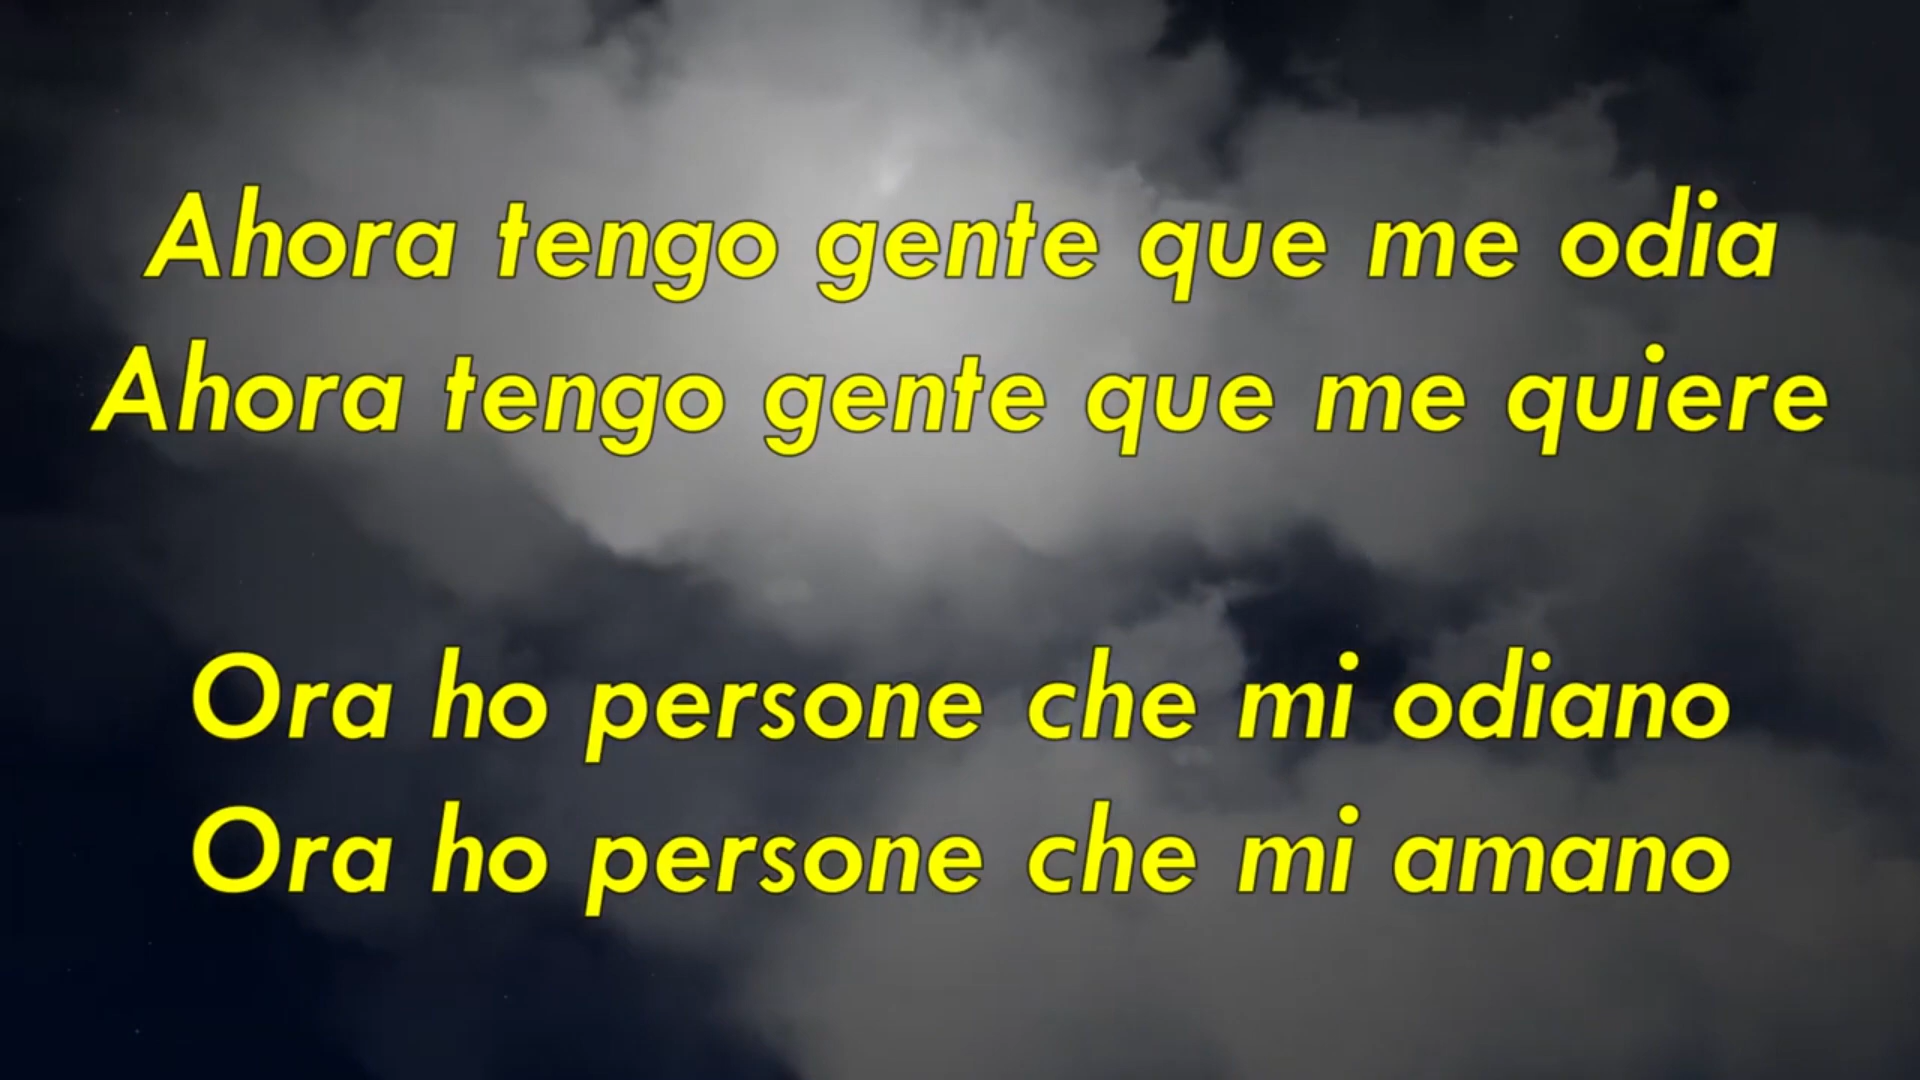 Ahora tengo gente que me odia
Ahora tengo gente que me quiere
Ora ho persone che mi odiano
Ora ho persone che mi amano